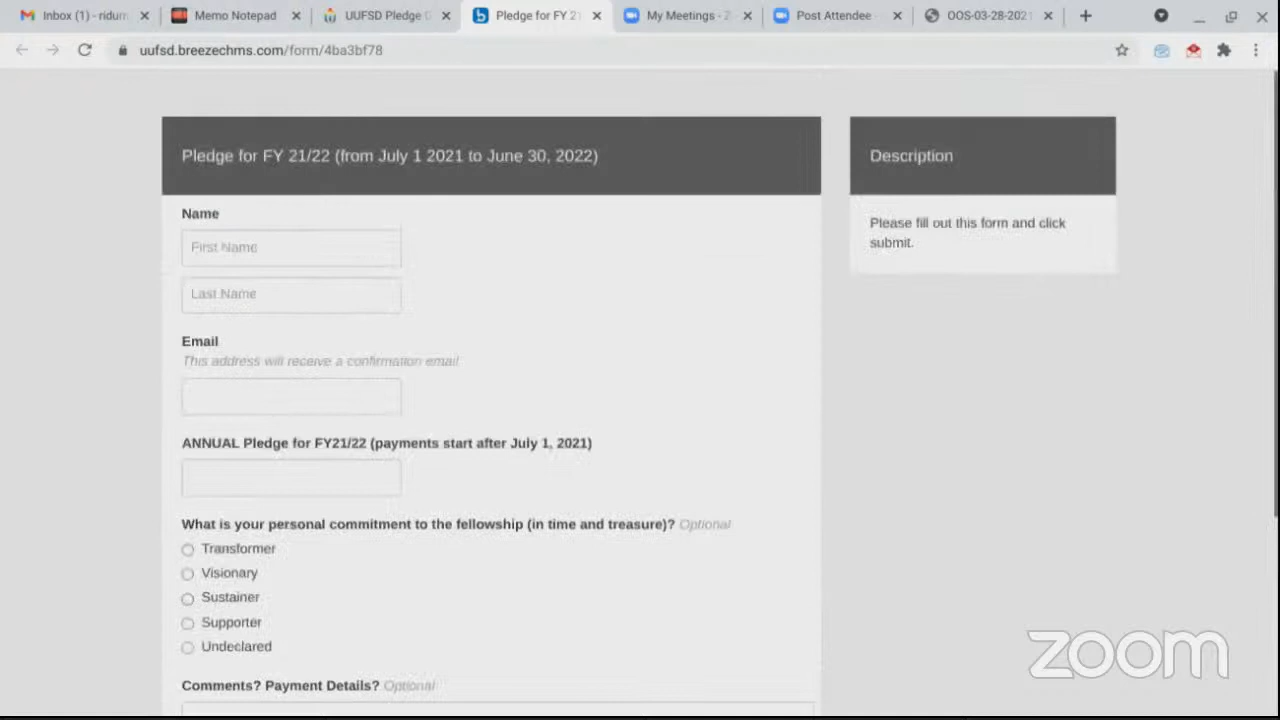 Inbox (1) - ridum
Memo Notepad
UUFSD Pledge
Pledge for FY 21
My Meetings - Z
Post Attendee -
OOS-03-28-2021
uufsd.breezechms.com/form/4ba3bf78
Pledge for FY 21/22 (from July 1 2021 to June 30, 2022)
Name
First Name
Last Name
Email
This address will receive a confirmation email
ANNUAL Pledge for FY21/22 (payments start after July 1, 2021)
What is your personal commitment to the fellowship (in time and treasure)? Optional
Transformer
Visionary
Sustainer
Supporter
Undeclared
Comments? Payment Details? Optional
Description
Please fill out this form and click
submit.
zoom